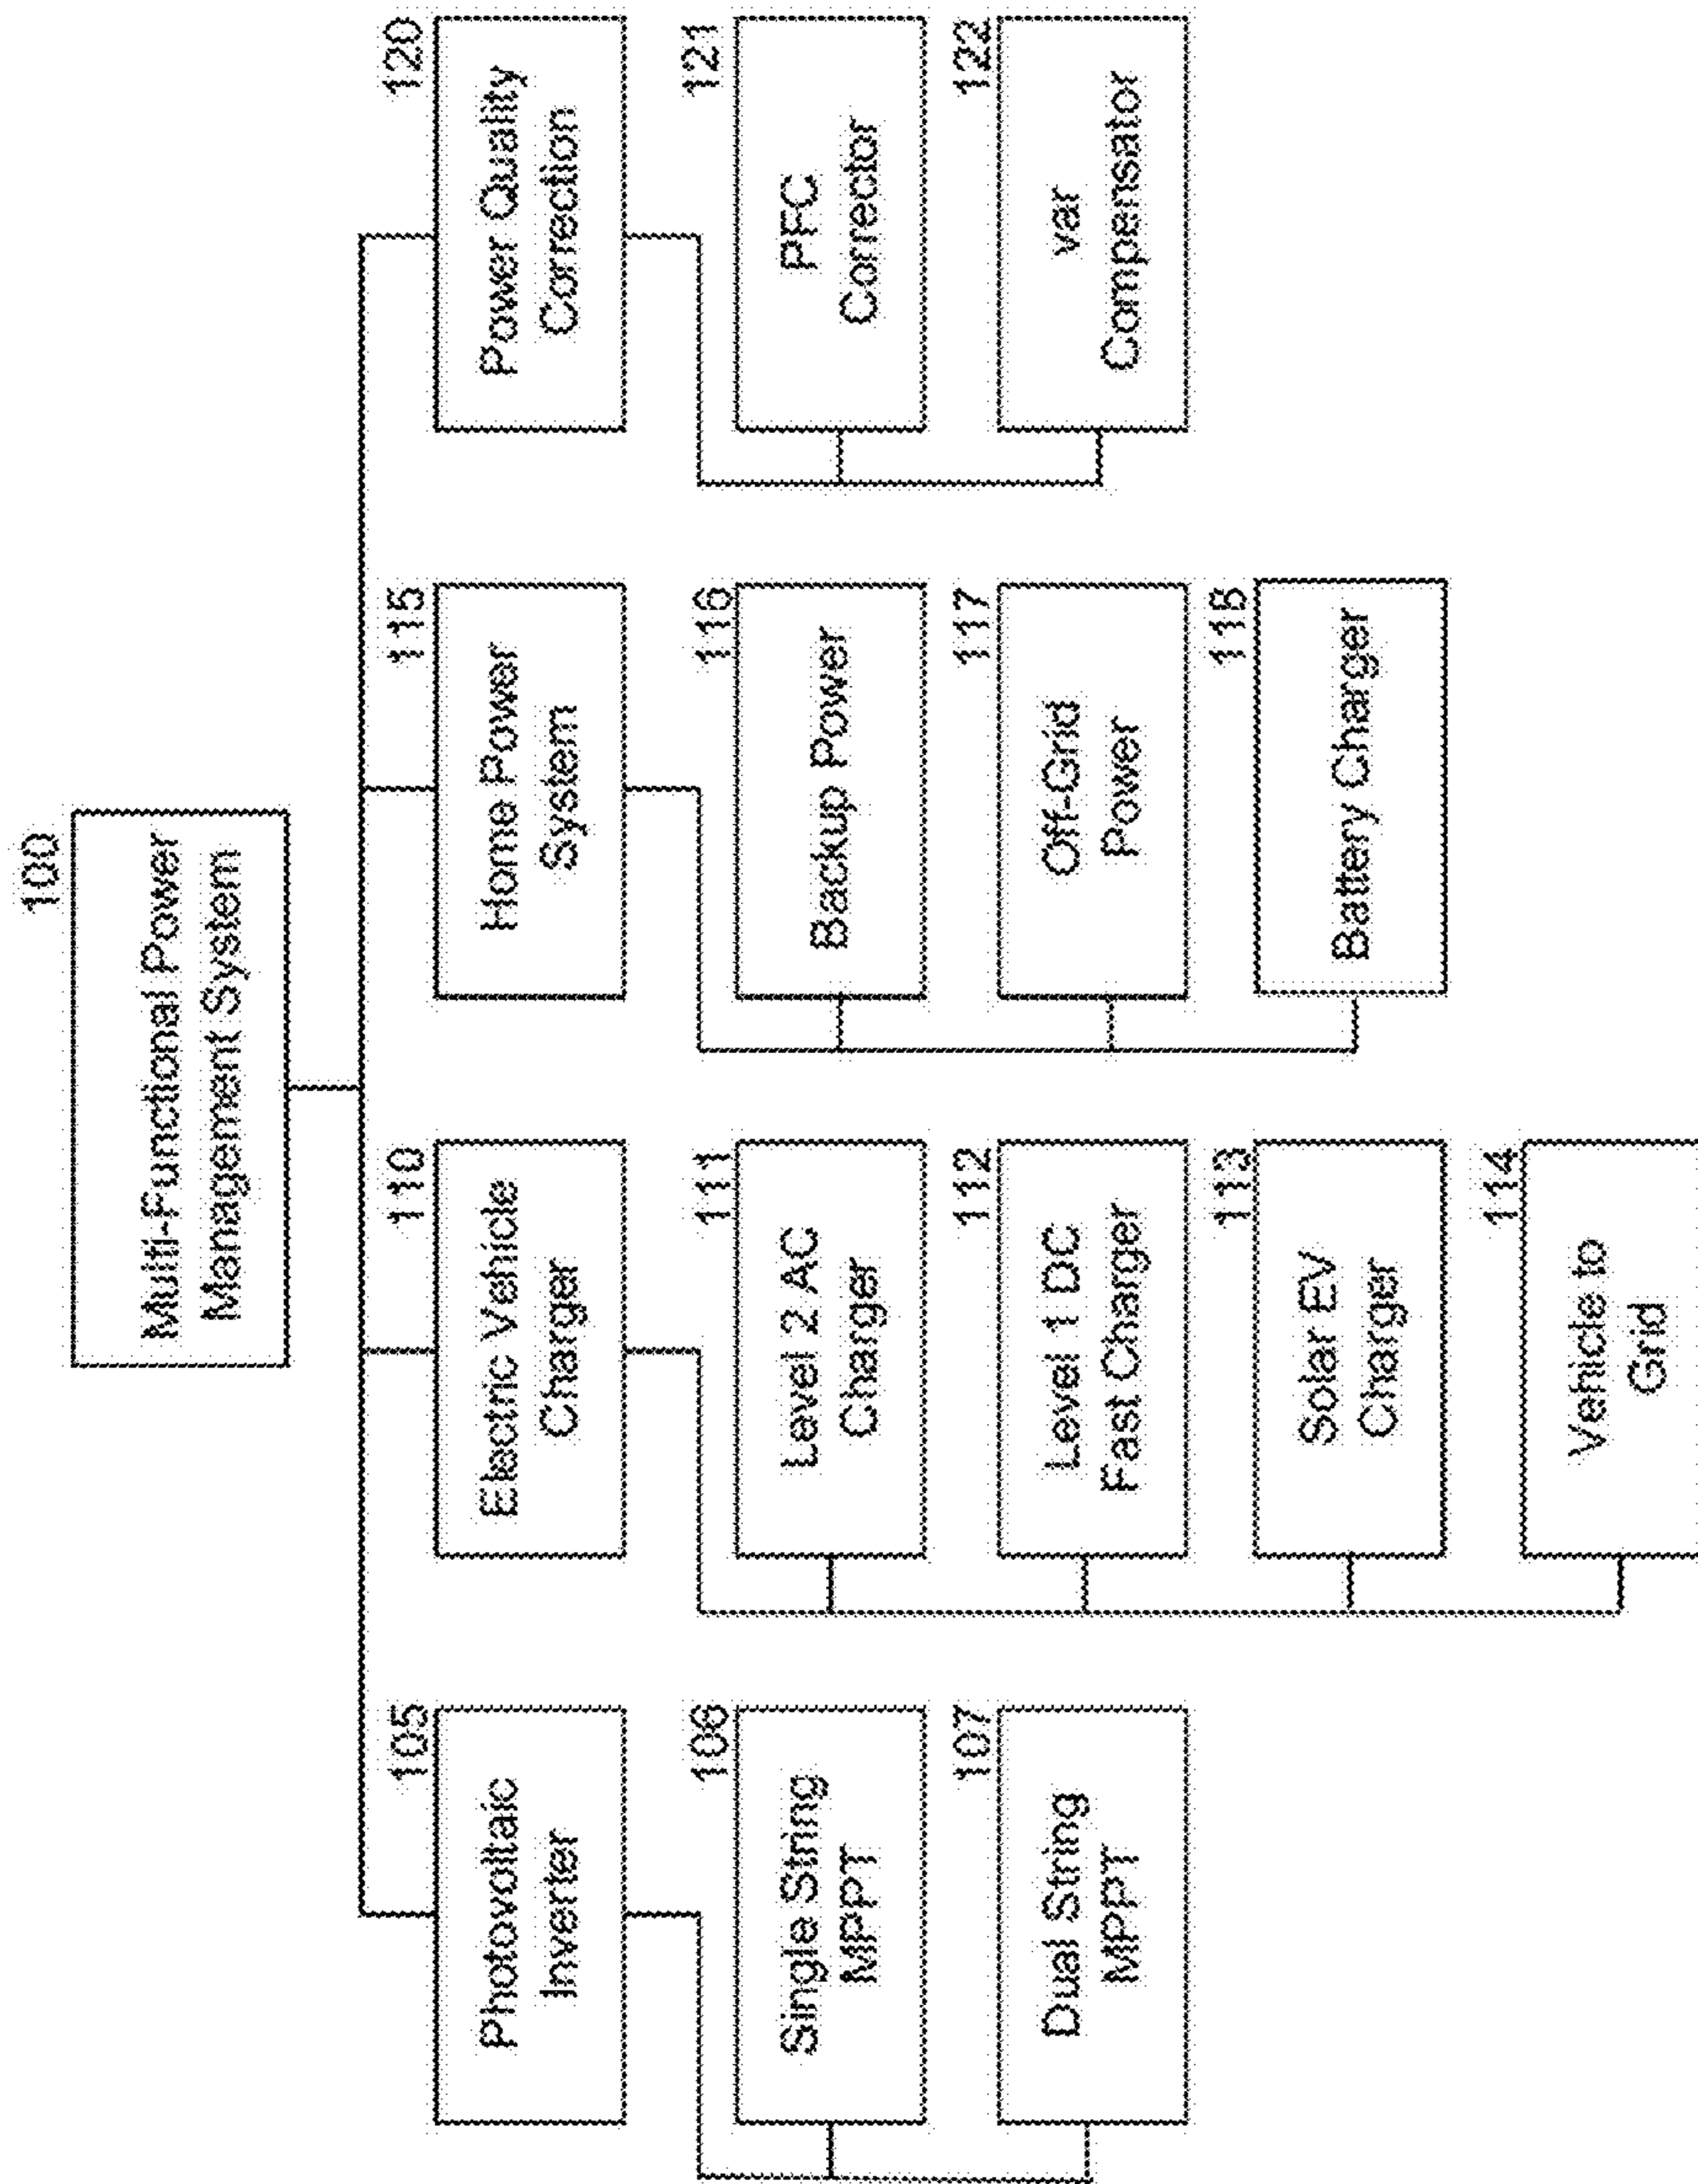 100
Multi-Functional Power
Management System
105
Photovoltaic
Inverter
106
Single String
MPPT
107
Dual String
MPPT
110
Electric Vehicle
Charger
111
Level 2 AC
Charger
112
Level 1 DC
Fast Charger
113
Solar EV
Charger
114
Vehicle to
Grid
115
Home Power
System
116
Backup Power
117
Off-Grid
Power
118
Battery Charger
120
Power Quality
Correction
121
PFC
Corrector
122
var
Compensator